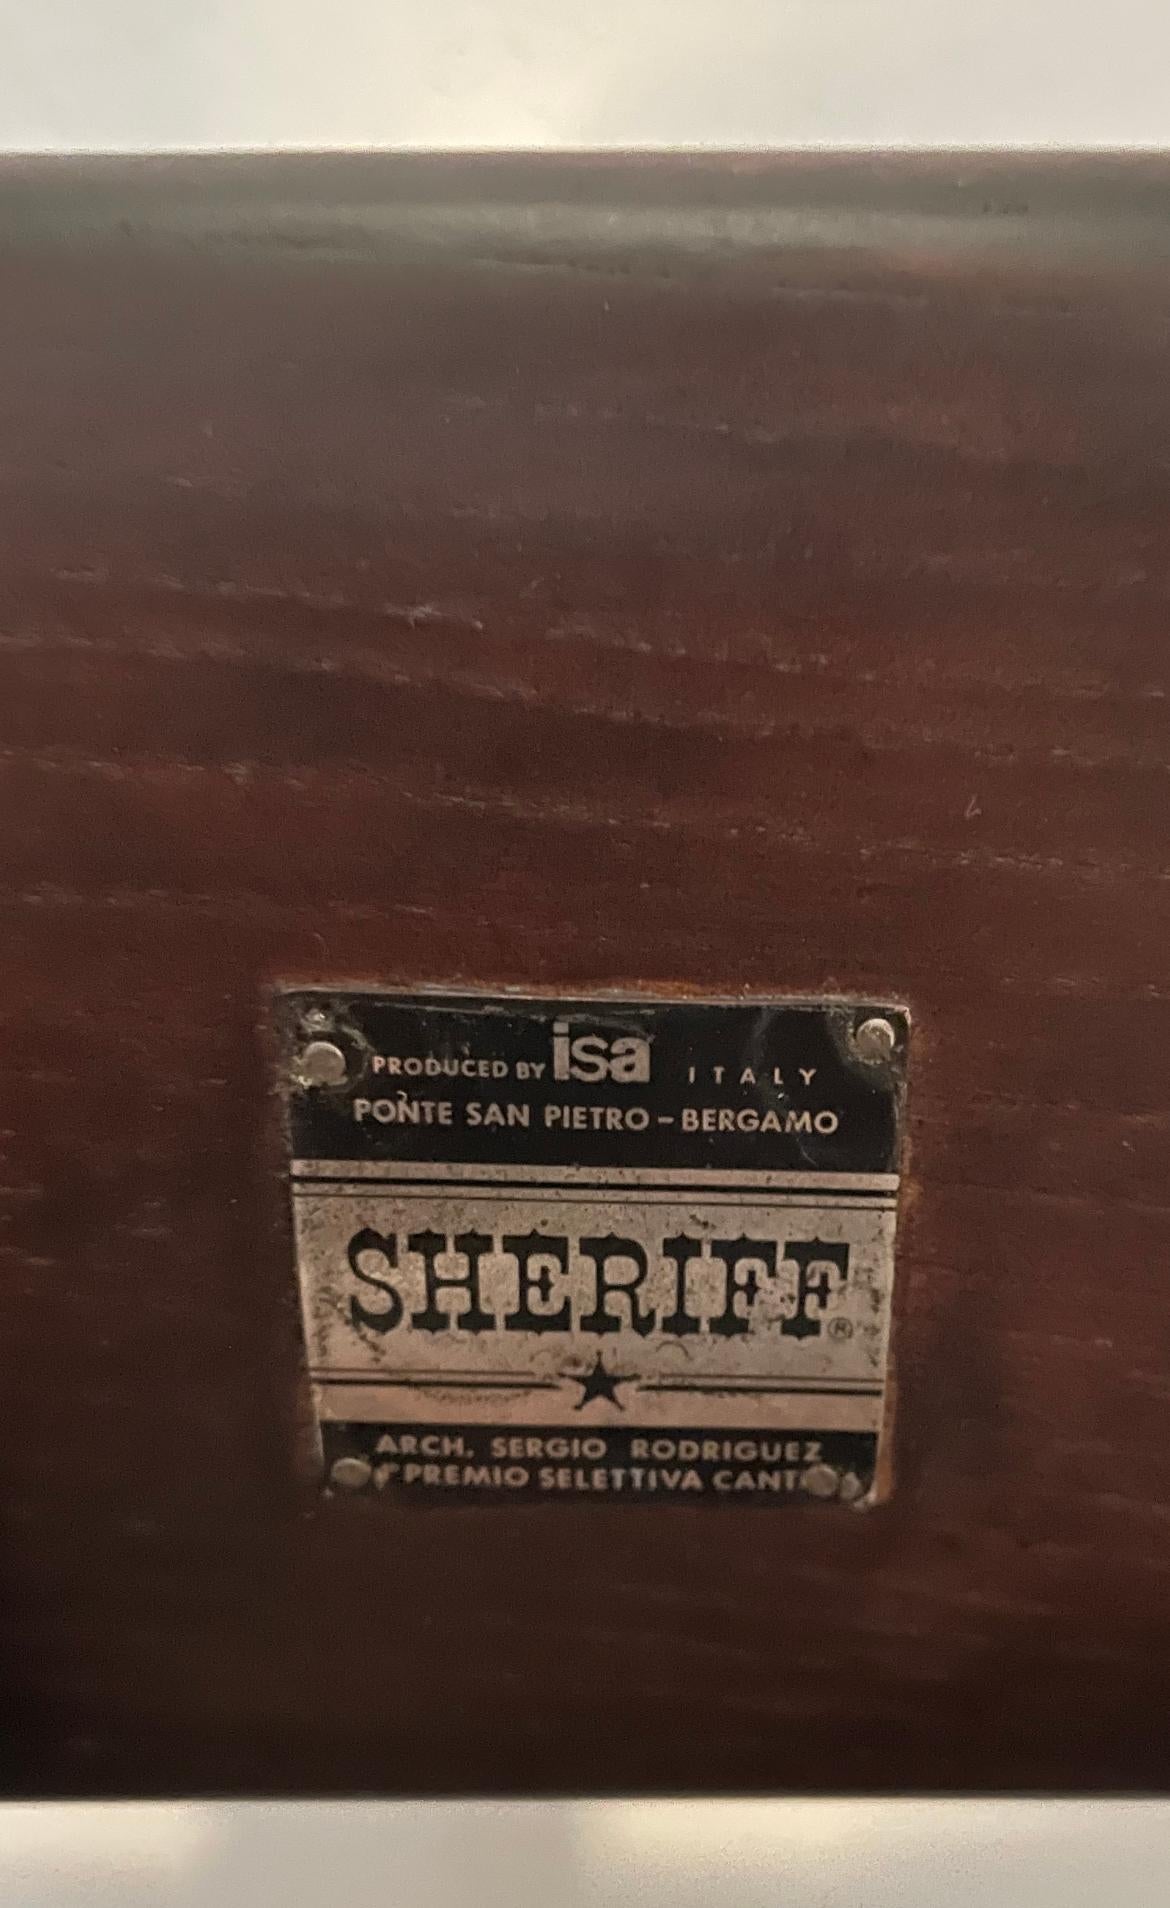 PRODUCED BY isa ITALY
PONTE SAN PIETRO - BERGAMO
SHERIFF®
ARCH. SERGIO RODRIGUEZ
PREMIO SELETTIVA